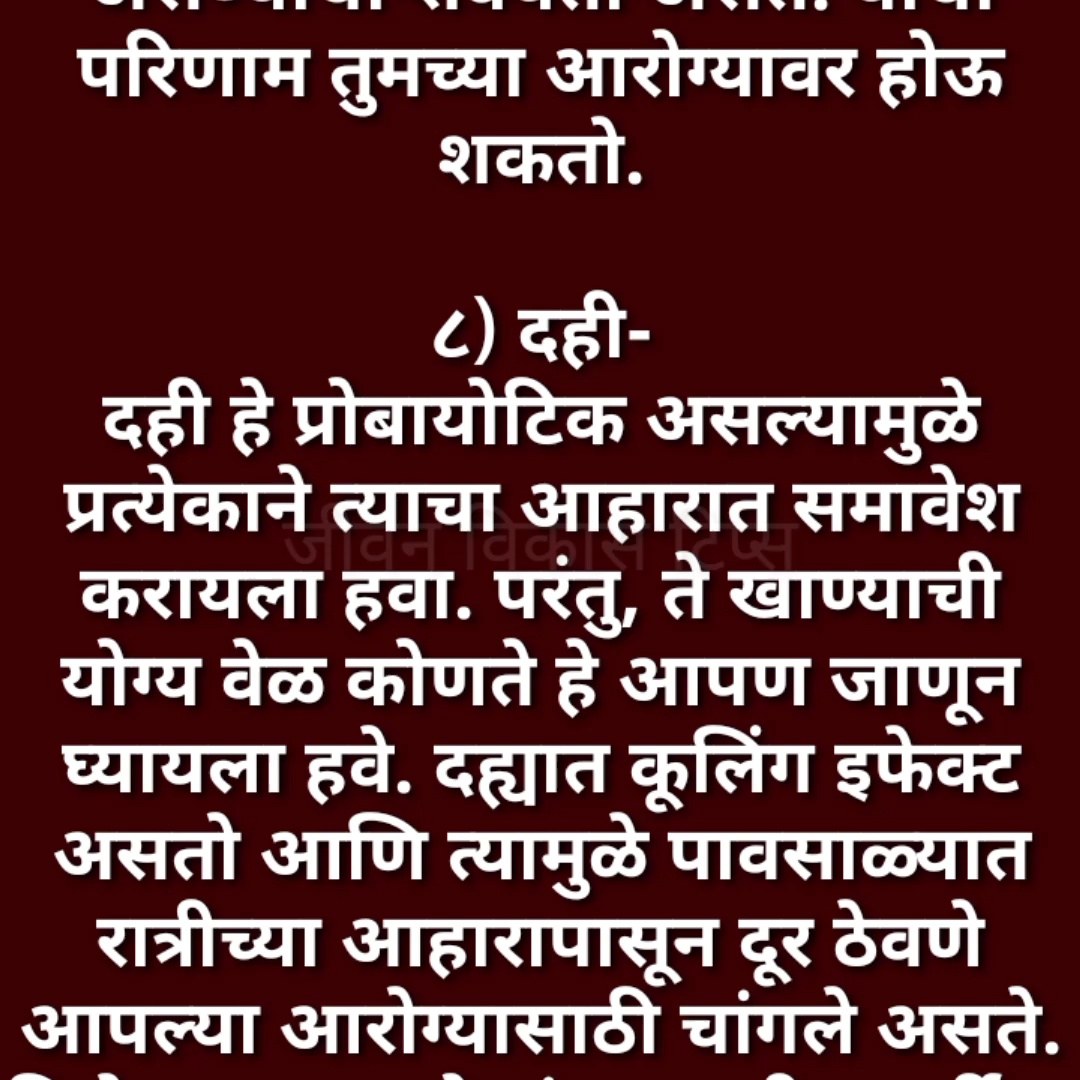 परिणाम तुमच्या आरोग्यावर होऊ
शकतो.
८) दही-
दही हे प्रोबायोटिक असल्यामुळे
प्रत्येकाने त्याचा आहारात समावेश
जीवन विकास टिप्स
करायला हवा. परंतु, ते खाण्याची
योग्य वेळ कोणते हे आपण जाणून
घ्यायला हवे. दह्यात कूलिंग इफेक्ट
असतो आणि त्यामुळे पावसाळ्यात
रात्रीच्या आहारापासून दूर ठेवणे
आपल्या आरोग्यासाठी चांगले असते.